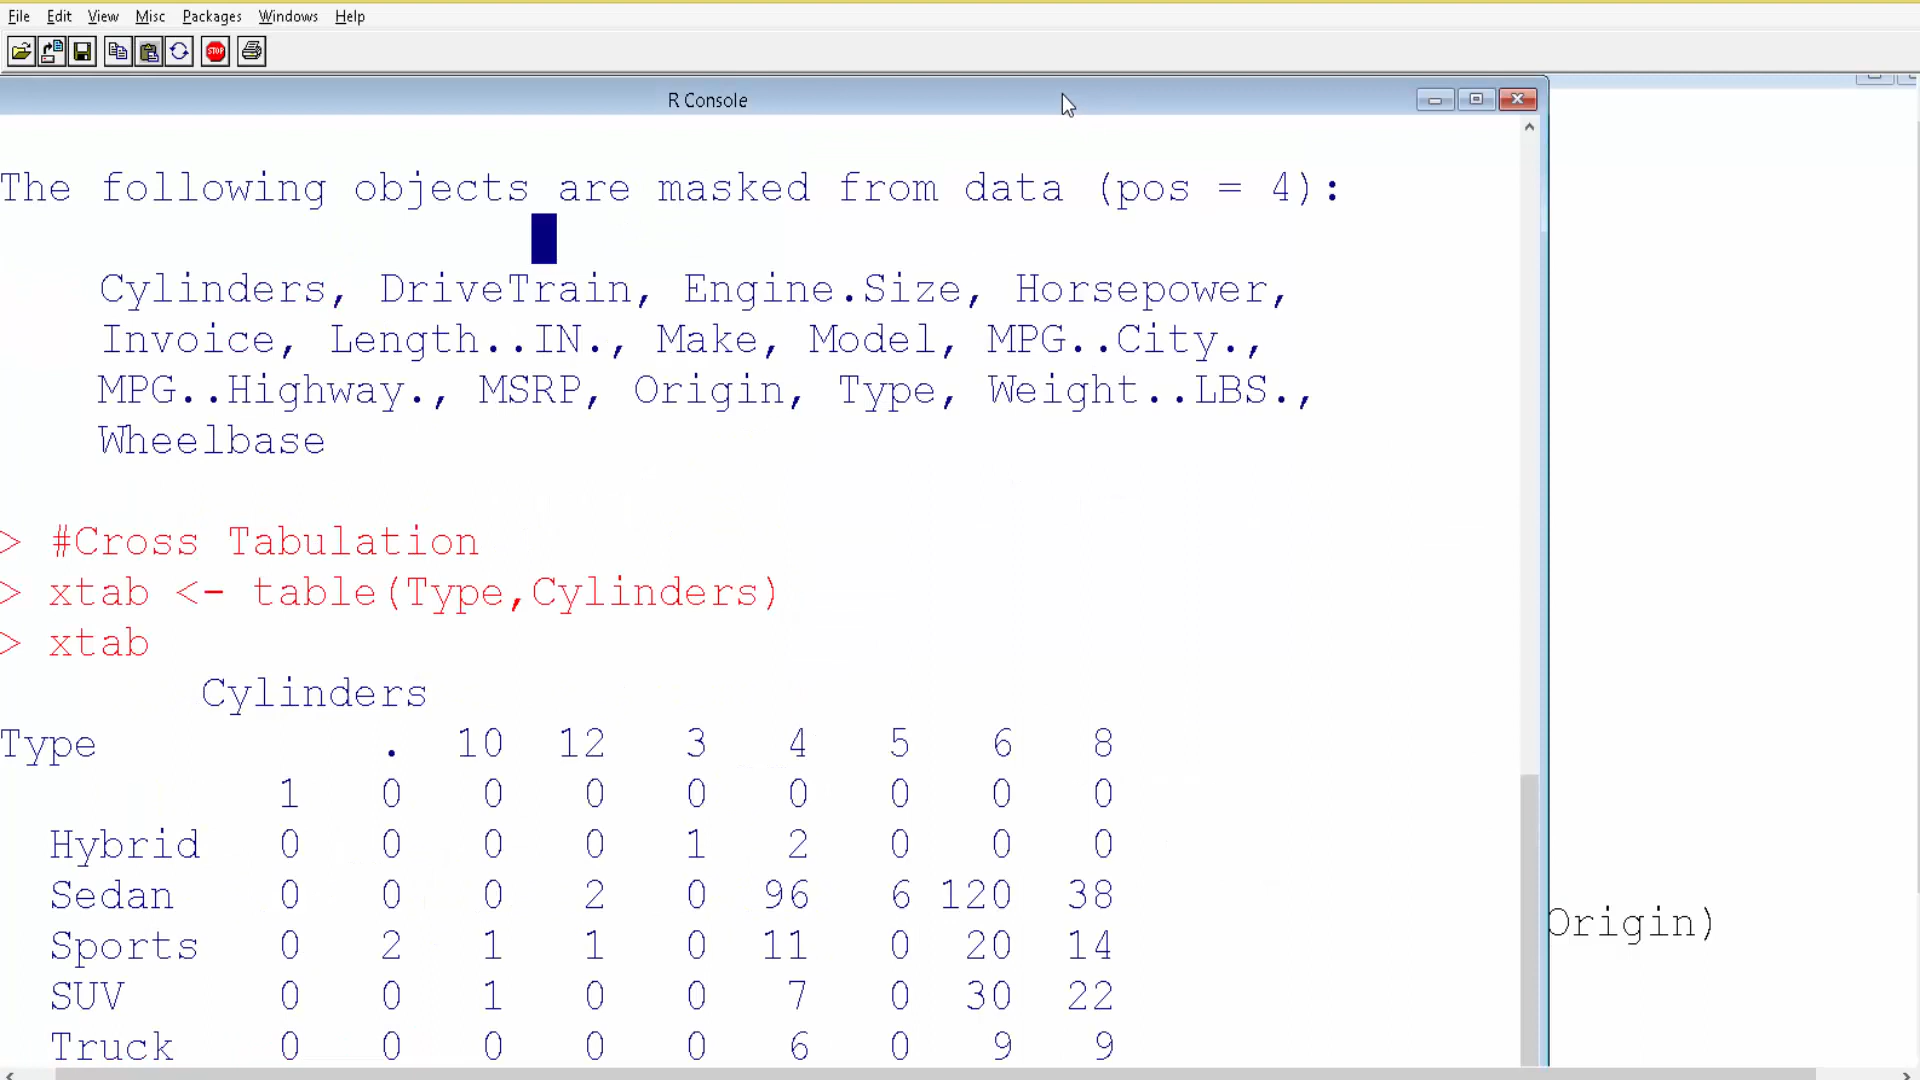 File Edit View Misc Packages Windows Help
STOP
R Console
The following objects are masked from data (pos = 4):
Cylinders, DriveTrain, Engine.Size, Horsepower,
Invoice, Length..IN., Make, Model, MPG..City.,
MPG..Highway., MSRP, Origin, Type, Weight..LBS.,
Wheelbase
> #Cross Tabulation
> xtab <- table(Type,Cylinders)
> xtab
Cylinders
Type . 10 12 3 4 5 6 8
1 0 0 0 0 0 0 0 0
Hybrid 0 0 0 0 1 2 0 0 0
Sedan 0 0 0 2 0 96 6 120 38
Sports 0 2 1 1 0 11 0 20 14
SUV 0 0 1 0 0 7 0 30 22
Truck 0 0 0 0 0 6 0 9 9
Origin)